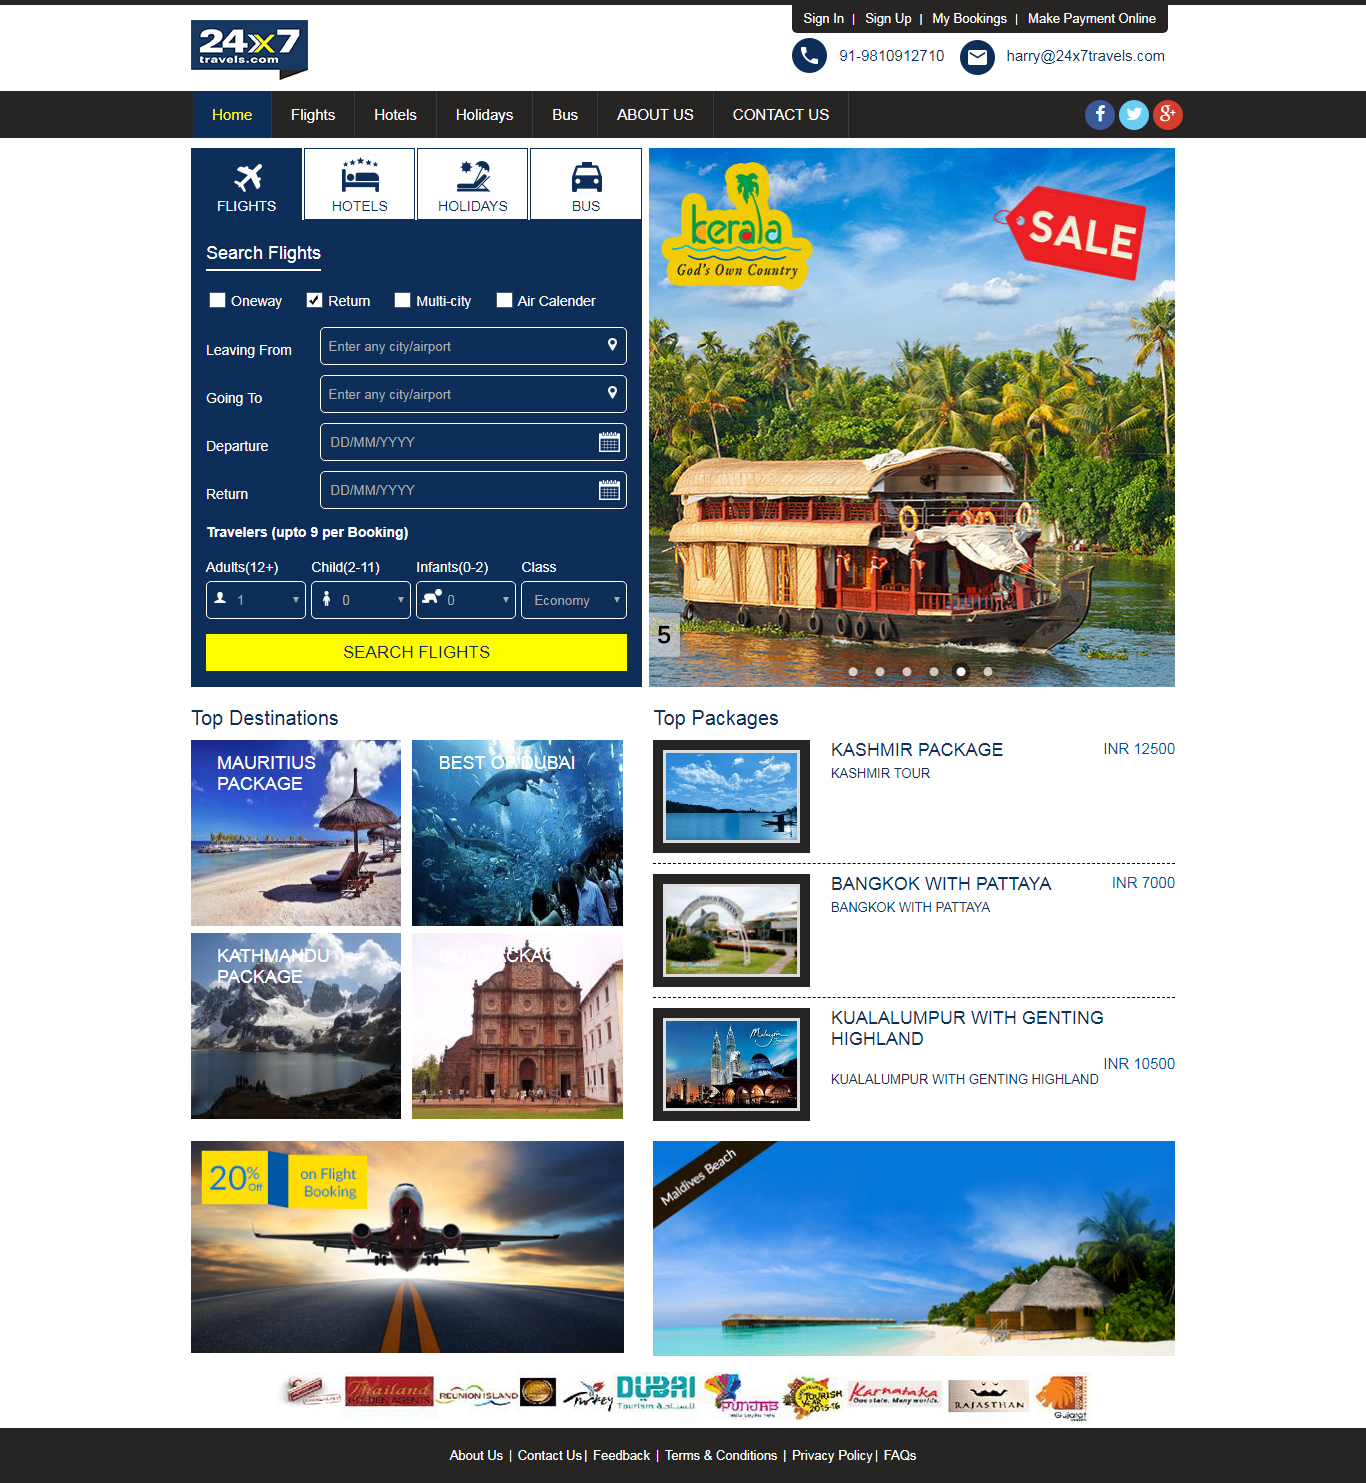 Sign In | Sign Up | My Bookings | Make Payment Online
24x7
travels.com
91-9810912710
harry@24x7travels.com
Home
Flights
Hotels
Holidays
Bus
ABOUT US
CONTACT US
FLIGHTS
HOTELS
HOLIDAYS
BUS
Search Flights
Oneway
Return
Multi-city
Air Calender
Leaving From
Enter any city/airport
Going To
Enter any city/airport
Departure
DD/MM/YYYY
Return
DD/MM/YYYY
Travelers (upto 9 per Booking)
Adults(12+)
Child(2-11)
Infants(0-2)
Class
1
0
0
Economy
SEARCH FLIGHTS
kerala
God's Own Country
SALE
5
Top Destinations
MAURITIUS
PACKAGE
BEST OF DUBAI
KATHMANDU
PACKAGE
GOA PACKAGE
Top Packages
KASHMIR PACKAGE
INR 12500
KASHMIR TOUR
BANGKOK WITH PATTAYA
INR 7000
BANGKOK WITH PATTAYA
Malaysia
KUALALUMPUR WITH GENTING
HIGHLAND
INR 10500
KUALALUMPUR WITH GENTING HIGHLAND
20% Off
on Flight
Booking
Maldives Beach
Thailand
GOLDEN AGENTS
REUNION ISLAND
Turkey
DUBAI
Tourism
PUNJAB
TOURISM
YEAR
2015-16
Karnataka
One state. Many worlds.
RAJASTHAN
Gujarat
About Us | Contact Us | Feedback | Terms & Conditions | Privacy Policy | FAQs